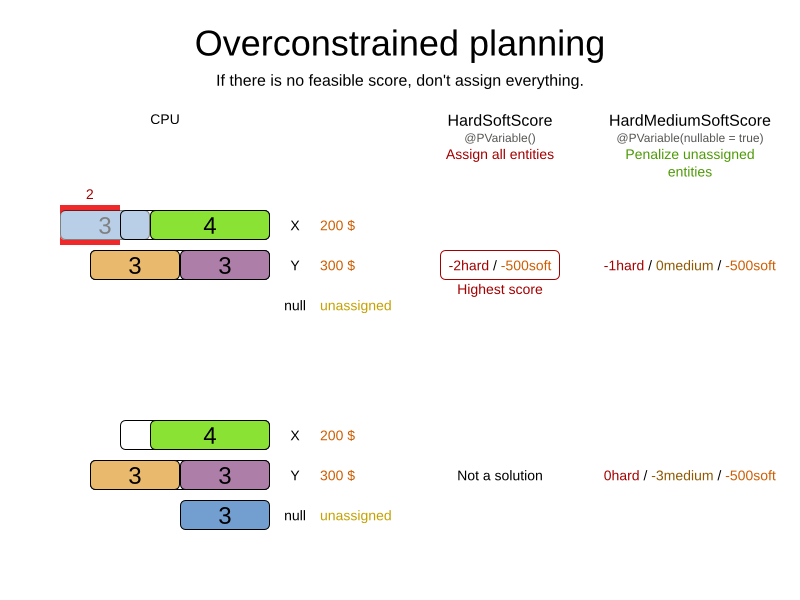 Overconstrained planning
If there is no feasible score, don't assign everything.
CPU
HardSoftScore
@PVariable()
Assign all entities
HardMediumSoftScore
@PVariable(nullable = true)
Penalize unassigned
entities
2
3 4 X 200 $
3 3 Y 300 $
-2hard / -500soft
Highest score
-1hard / 0medium / -500soft
null unassigned
4 X 200 $
3 3 Y 300 $
Not a solution
0hard / -3medium / -500soft
3 null unassigned